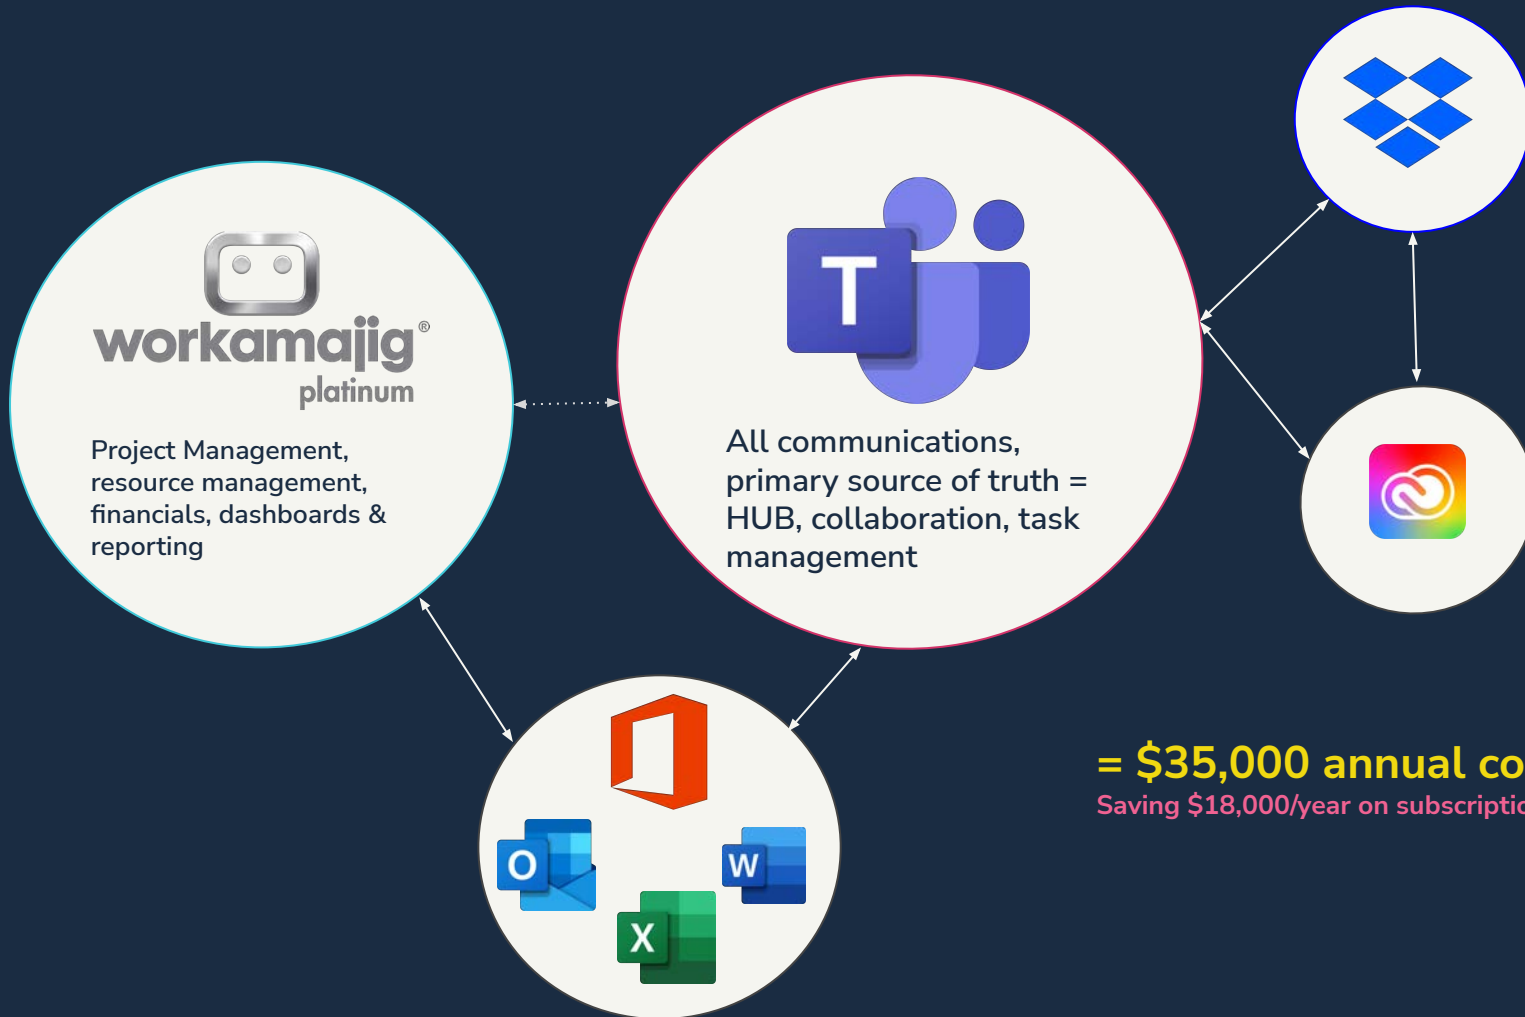 workamajig®
platinum
Project Management,
resource management,
financials, dashboards &
reporting
T
All communications,
primary source of truth =
HUB, collaboration, task
management
O
W
X
= $35,000 annual co
Saving $18,000/year on subscriptio